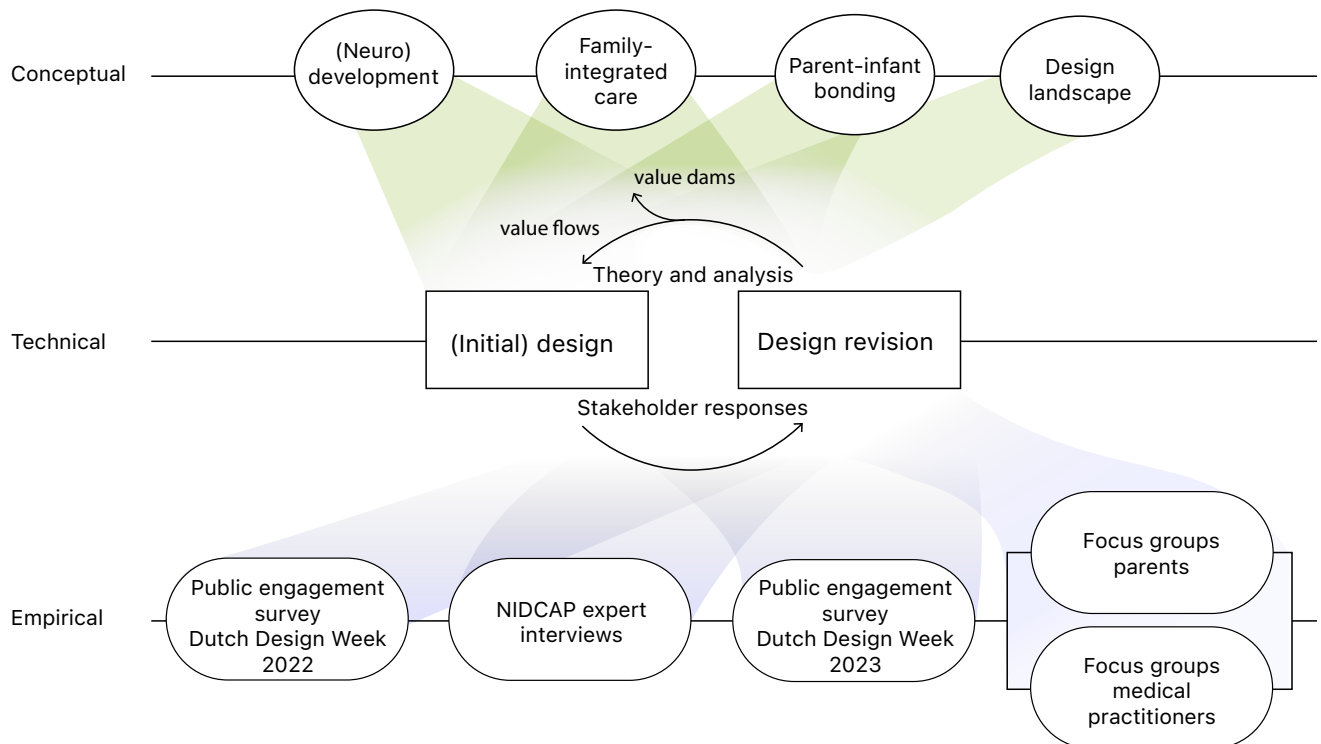 Conceptual
(Neuro)
development
Family-
integrated
care
Parent-infant
bonding
Design
landscape
value dams
value flows
Theory and analysis
Technical
(Initial) design
Design revision
Stakeholder responses
Empirical
Public engagement
survey
Dutch Design Week
2022
NIDCAP expert
interviews
Public engagement
survey
Dutch Design Week
2023
Focus groups
parents
Focus groups
medical
practitioners